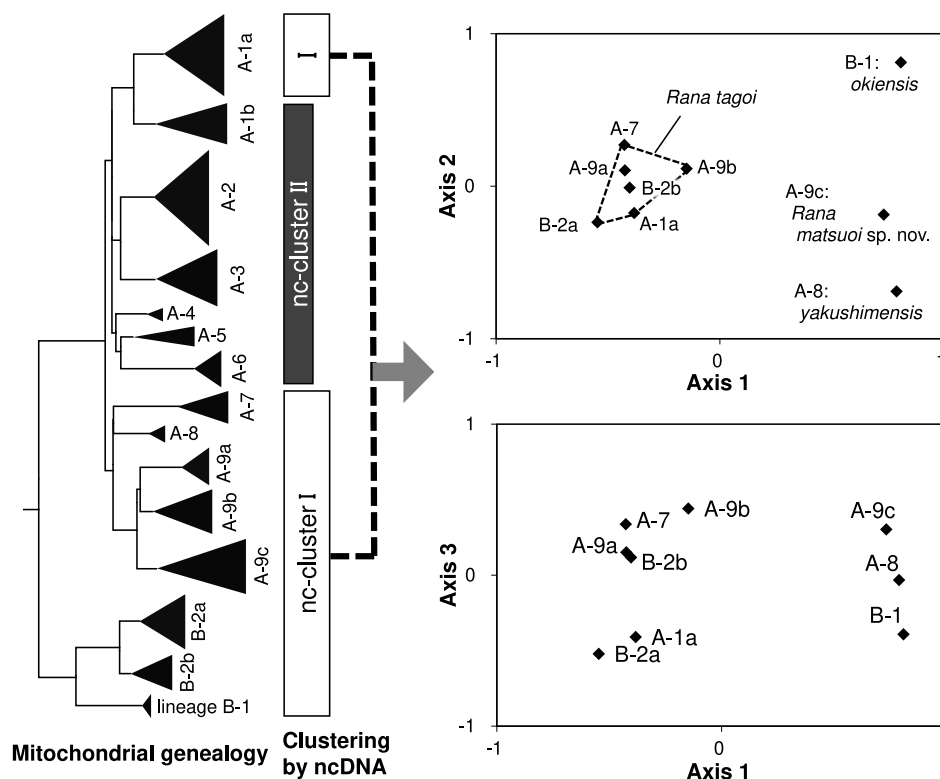 A-1a
A-1b
A-2
A-3
A-4
A-5
A-6
A-7
A-8
A-9a
A-9b
A-9c
B-2a
B-2b
lineage B-1
Mitochondrial genealogy
I
nc-cluster II
nc-cluster I
Clustering
by ncDNA
1
0
-1
Axis 2
B-1:
okiensis
Rana tagoi
A-7
A-9a
A-9b
B-2b
B-2a
A-1a
A-9c:
Rana
matsuoi sp. nov.
A-8:
yakushimensis
-1
0
1
Axis 1
1
0
-1
Axis 3
A-7
A-9b
A-9a
B-2b
A-1a
B-2a
A-9c
A-8
B-1
-1
0
1
Axis 1